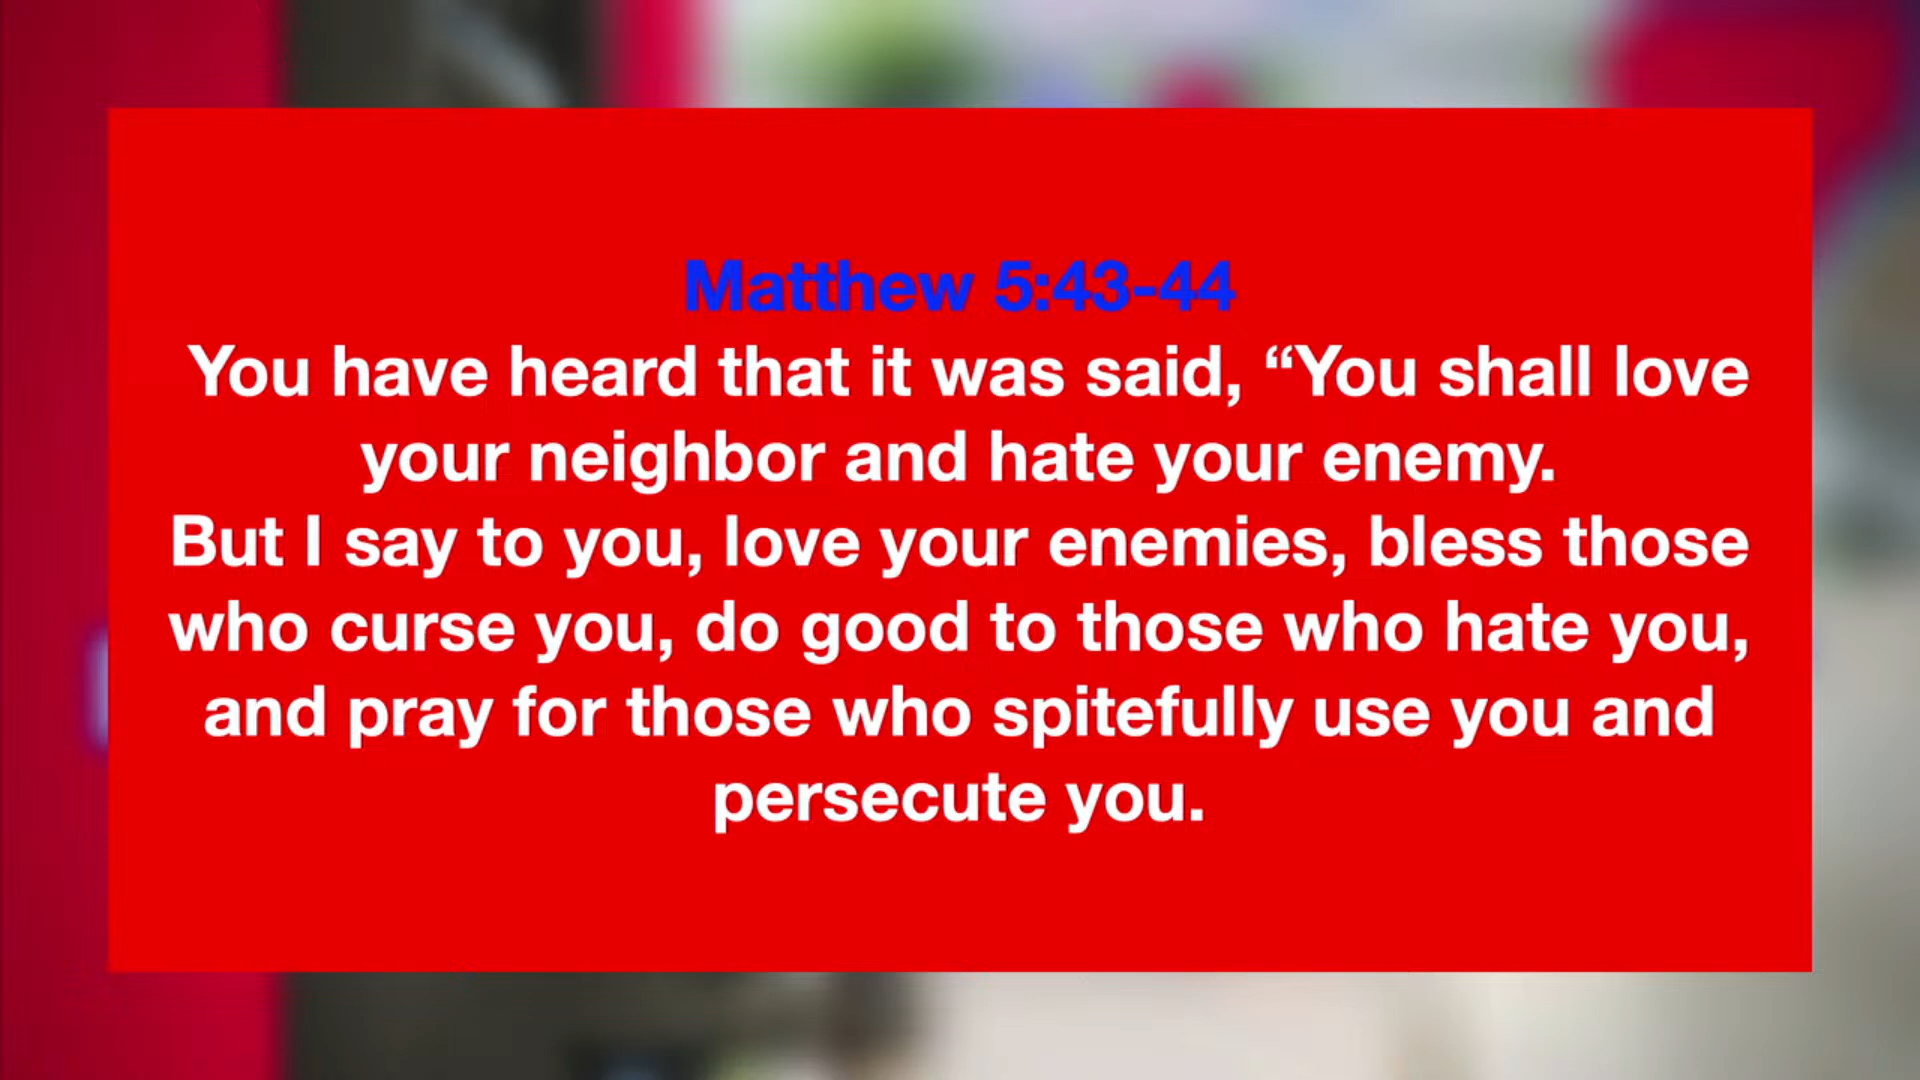 Matthew 5:43-44
You have heard that it was said, “You shall love
your neighbor and hate your enemy.
But I say to you, love your enemies, bless those
who curse you, do good to those who hate you,
and pray for those who spitefully use you and
persecute you.